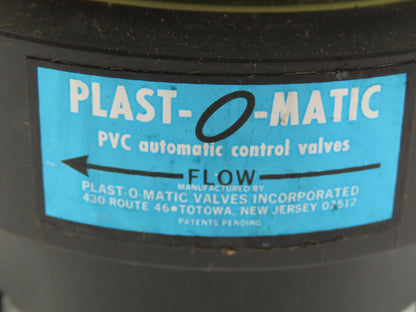 PLAST-O-MATIC
PVC automatic control valves
FLOW
MANUFACTURED BY
PLAST-O-MATIC VALVES INCORPORATED
430 ROUTE 46•TOTOWA, NEW JERSEY 07512
PATENTS PENDING